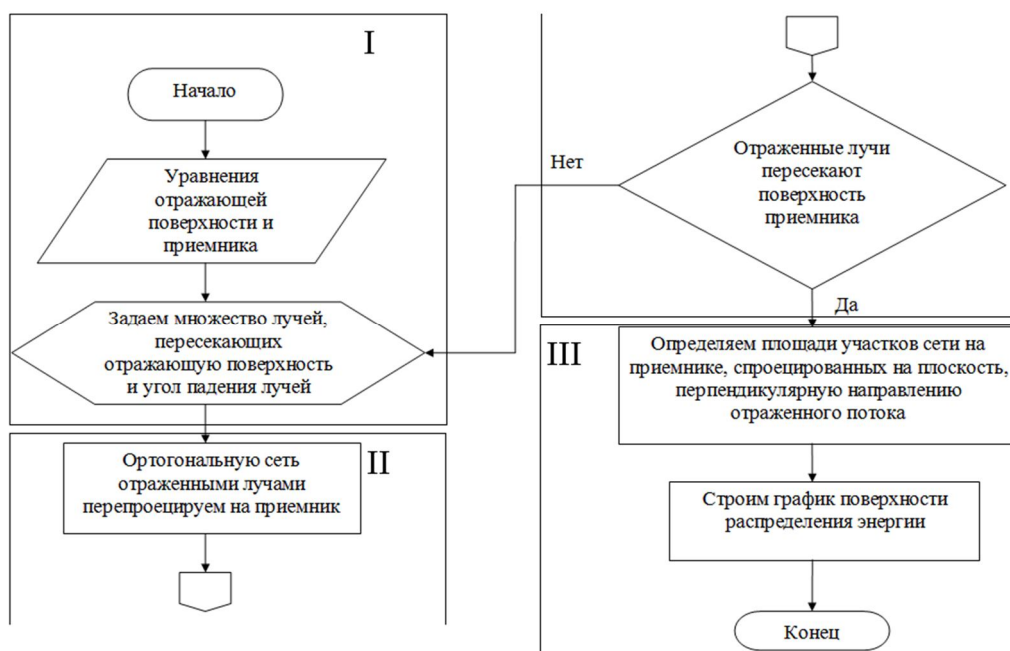 I
Начало
Уравнения
отражающей
поверхности и
приемника
Задаем множество лучей,
пересекающих
отражающую поверхность
и угол падения лучей
II
Ортогональную сеть
отраженными лучами
перепроецируем на приемник
Отраженные лучи
пересекают
поверхность
приемника
Нет
Да
III
Определяем площади участков сети на
приемнике, спроецированных на плоскость,
перпендикулярную направлению
отраженного потока
Строим график поверхности
распределения энергии
Конец